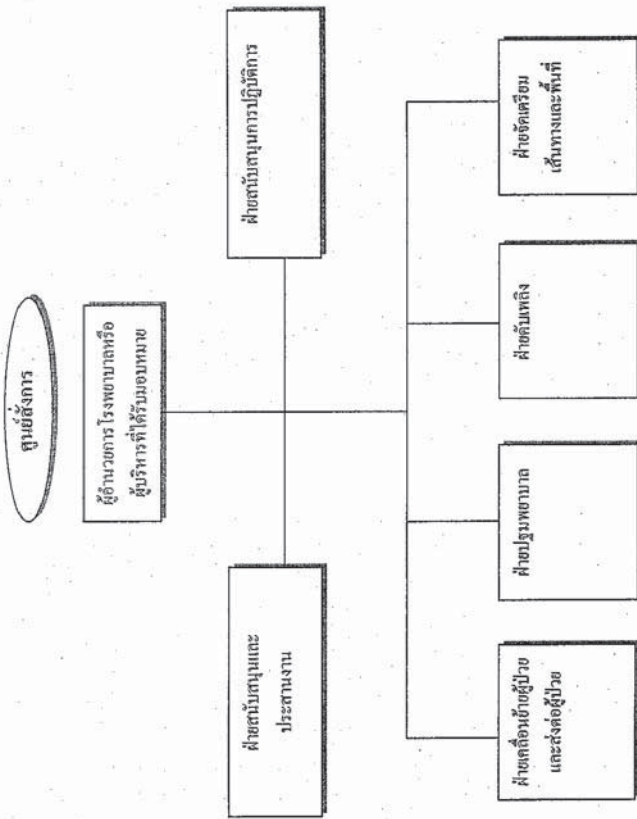 ศูนย์สั่งการ
ผู้อำนวยการโรงพยาบาลหรือ
ผู้บริหารที่ได้รับมอบหมาย
ฝ่ายสนับสนุนและ
ประสานงาน
ฝ่ายสนับสนุนการปฏิบัติการ
ฝ่ายเคลื่อนย้ายผู้ป่วย
และส่งต่อผู้ป่วย
ฝ่ายปฐมพยาบาล
ฝ่ายดับเพลิง
ฝ่ายจัดเตรียม
เส้นทางและพื้นที่